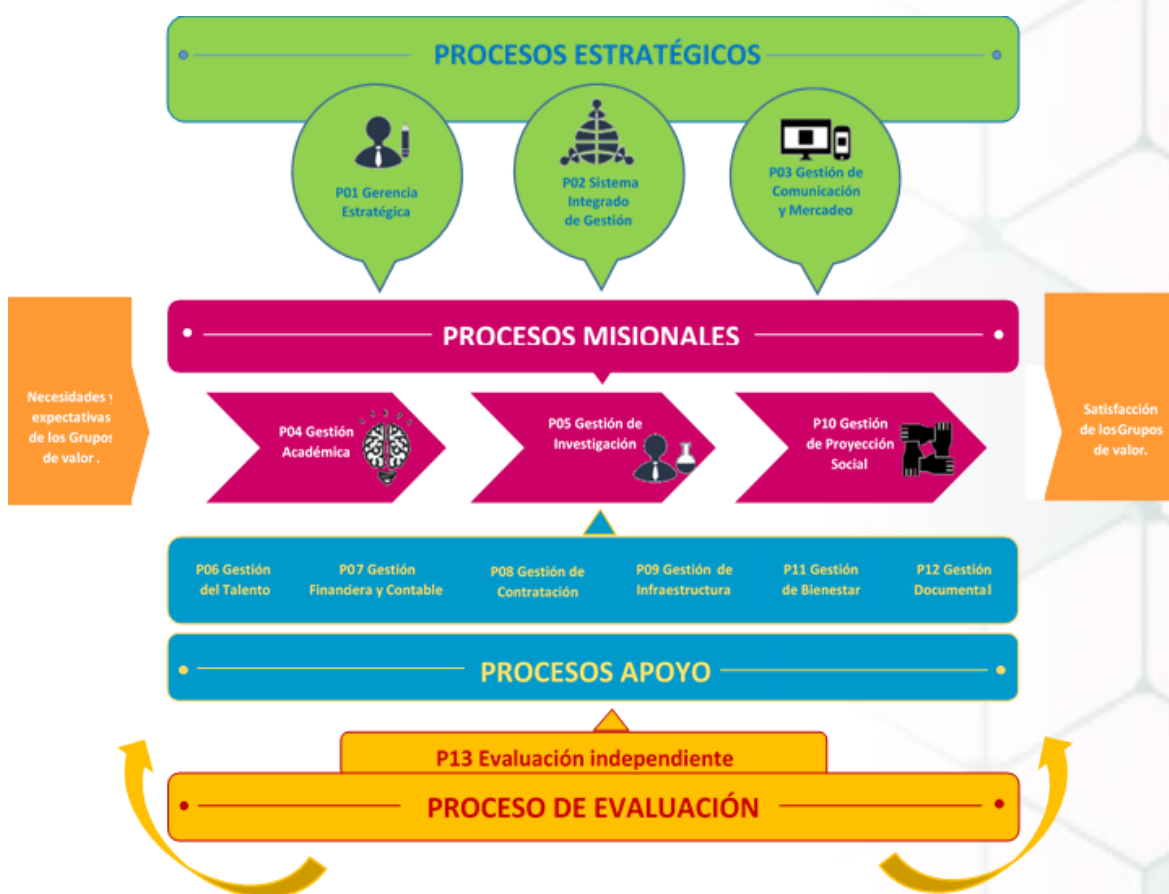 PROCESOS ESTRATÉGICOS
P01 Gerencia
Estratégica
P02 Sistema
Integrado
de Gestión
P03 Gestión de
Comunicación
y Mercadeo
PROCESOS MISIONALES
Necesidades y
expectativas
de los Grupos
de valor .
P04 Gestión
Académica
P05 Gestión de
Investigación
P10 Gestión
de Proyección
Social
Satisfacción
de losGrupos
de valor.
P06 Gestión
del Talento
P07 Gestión
Finandera y Contable
P08 Gestión de
Contratación
P09 Gestión de
Infraestructura
P11 Gestión
de Bienestar
P12 Gestión
Documental
PROCESOS APOYO
P13 Evaluación independiente
PROCESO DE EVALUACIÓN